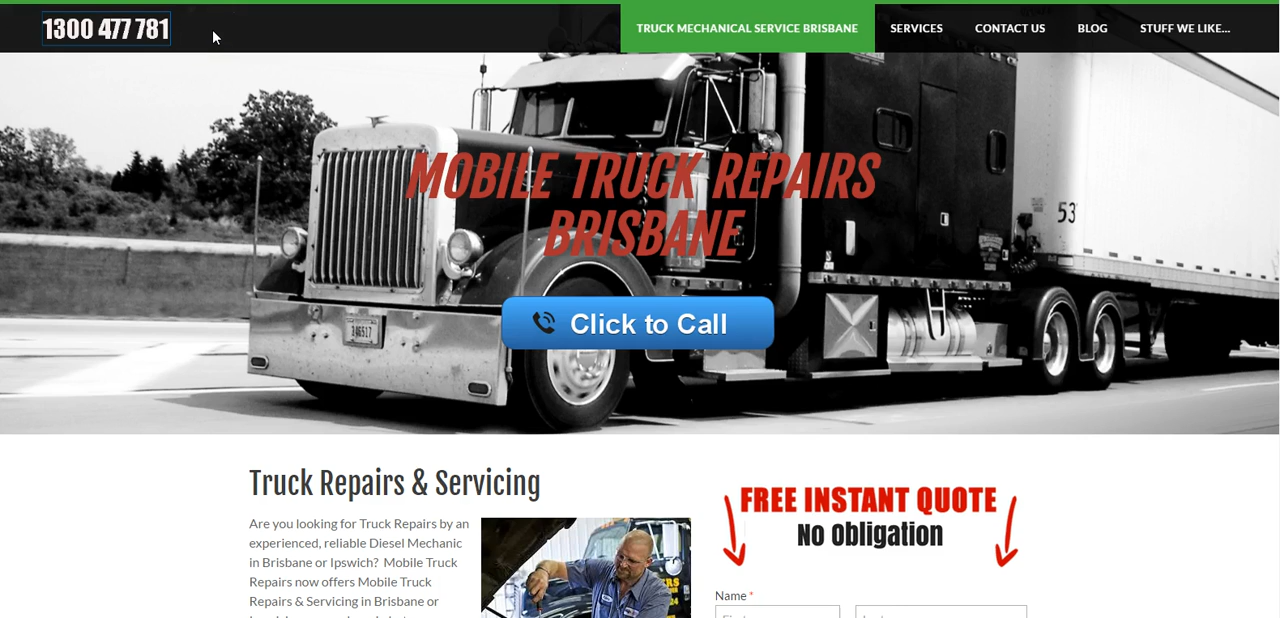 1300 477 781
TRUCK MECHANICAL SERVICE BRISBANE
SERVICES
CONTACT US
BLOG
STUFF WE LIKE...
MOBILE TRUCK REPAIRS
BRISBANE
53'
Click to Call
Truck Repairs & Servicing
Are you looking for Truck Repairs by an
experienced, reliable Diesel Mechanic
in Brisbane or Ipswich? Mobile Truck
Repairs now offers Mobile Truck
Repairs & Servicing in Brisbane or
FREE INSTANT QUOTE
No Obligation
Name *